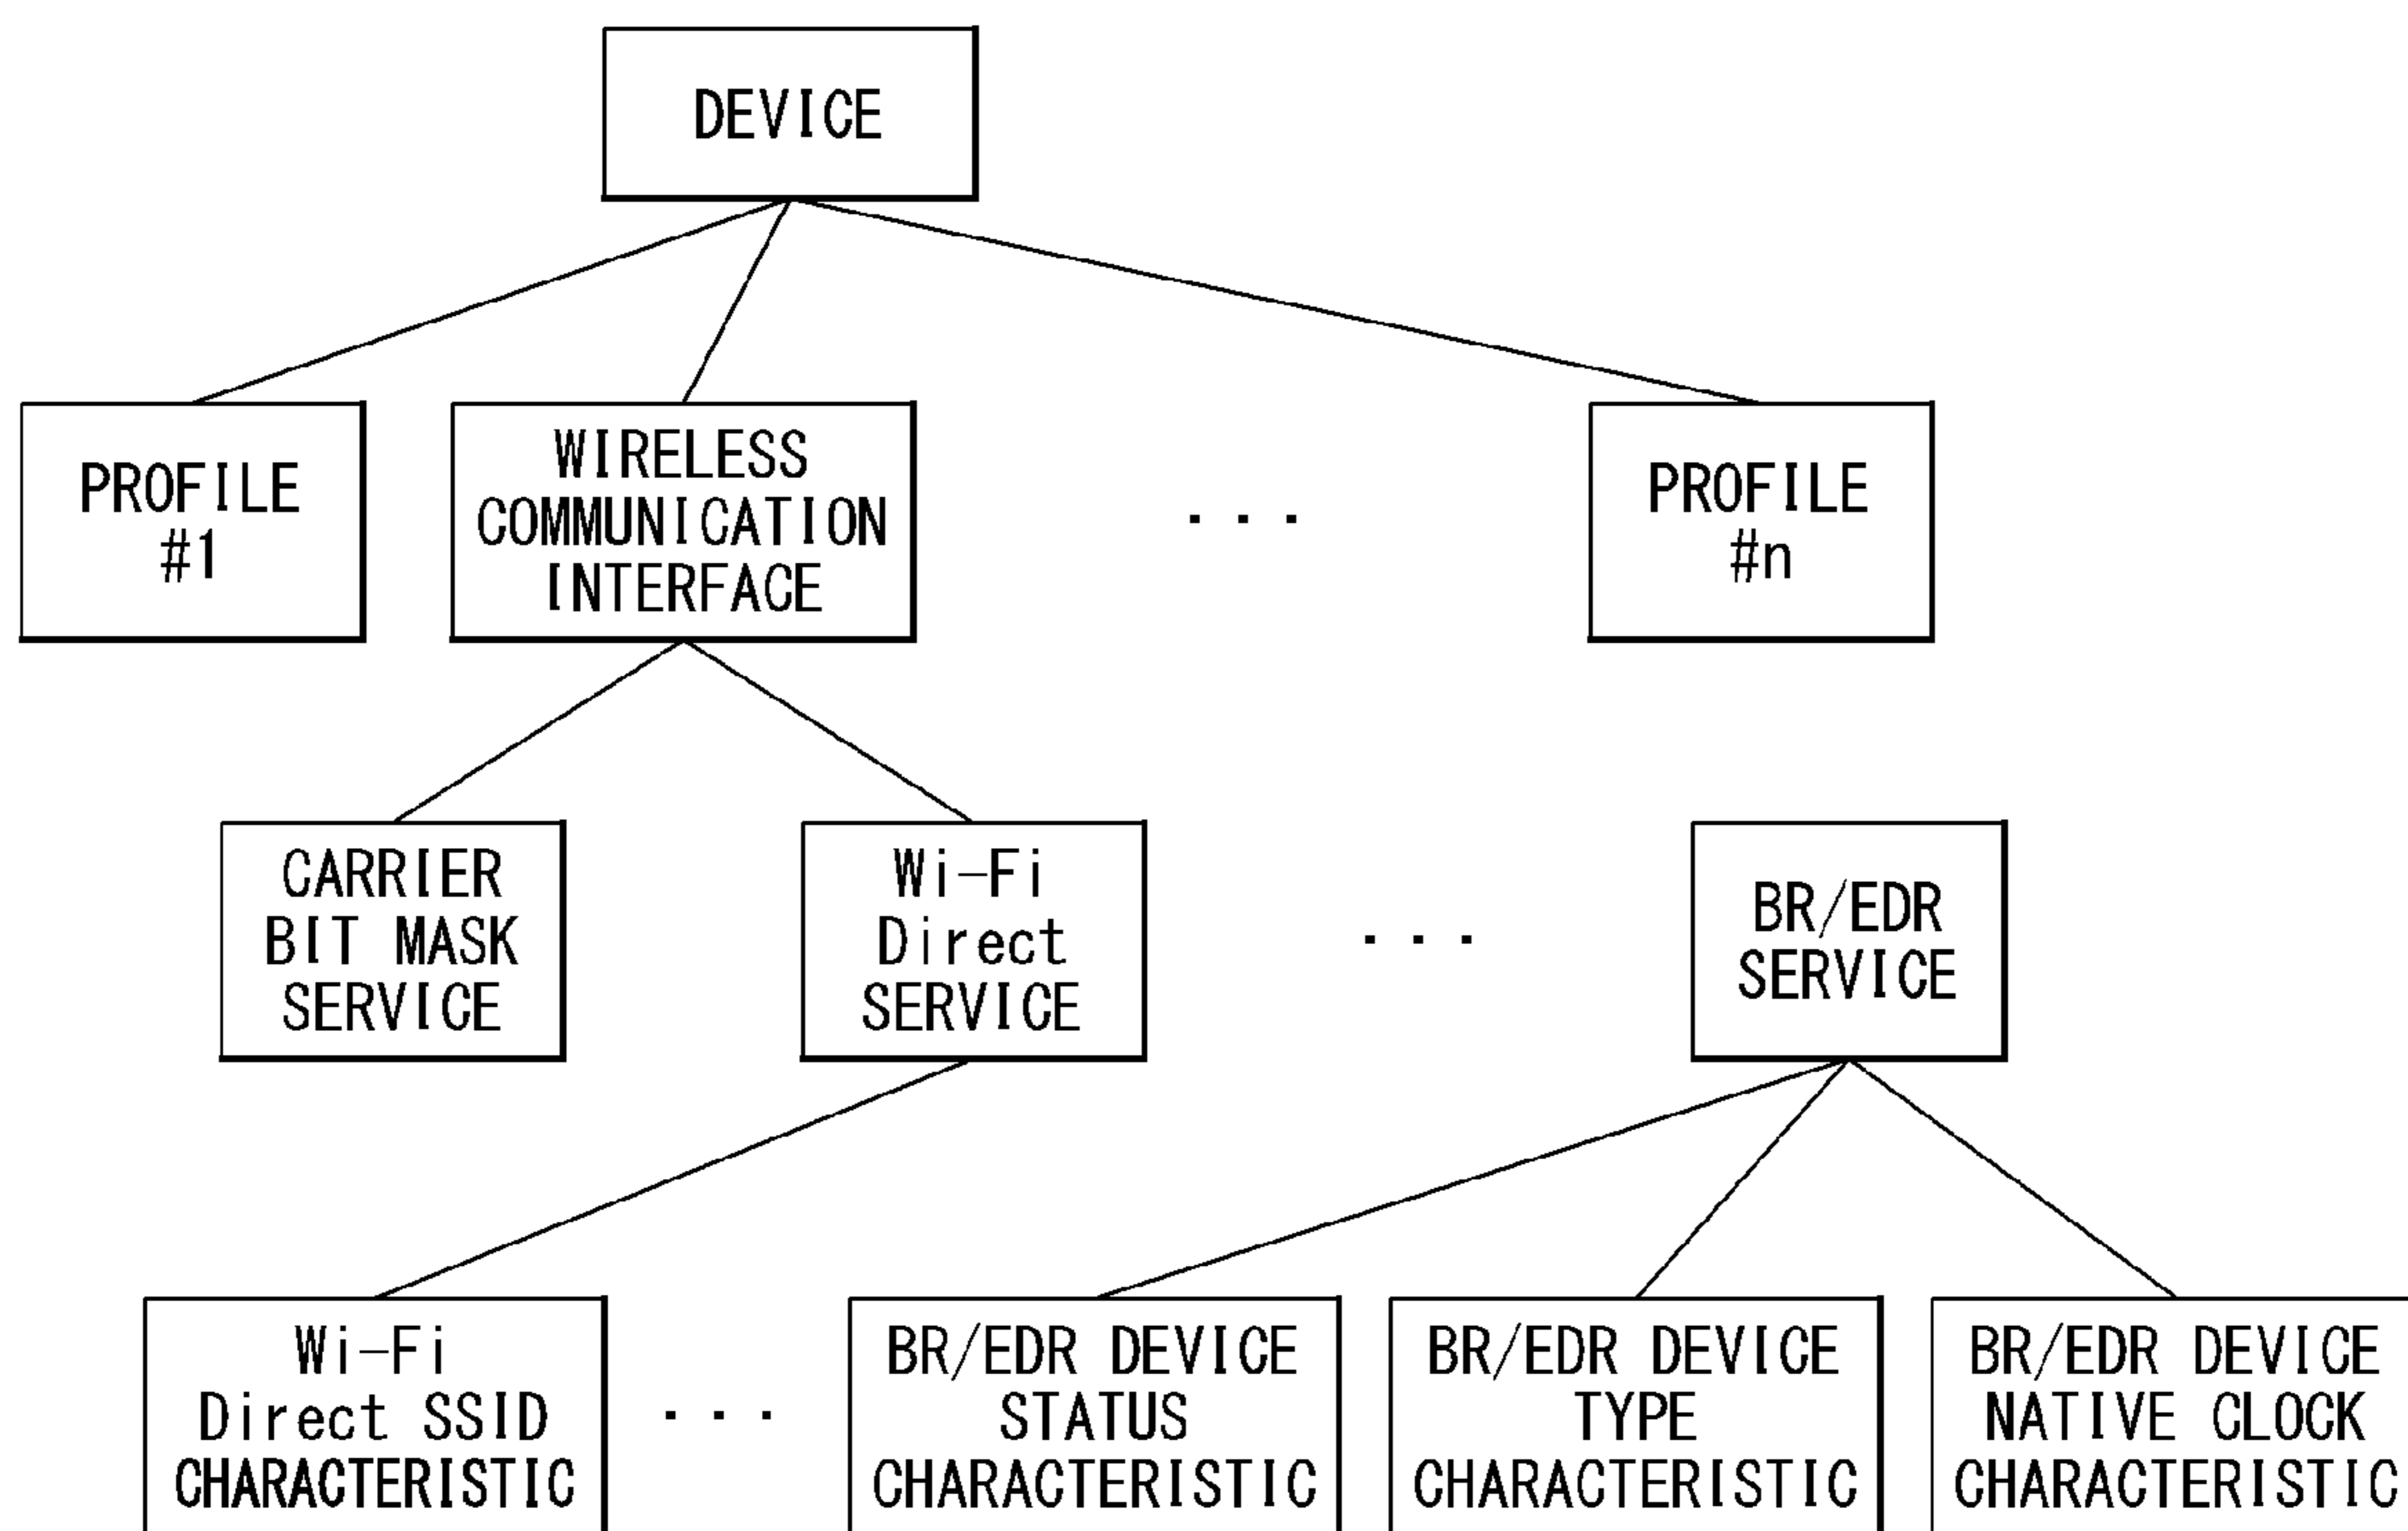 DEVICE
PROFILE
#1
WIRELESS
COMMUNICATION
INTERFACE
...
PROFILE
#n
CARRIER
BIT MASK
SERVICE
Wi-Fi
Direct
SERVICE
...
BR/EDR
SERVICE
Wi-Fi
Direct SSID
CHARACTERISTIC
...
BR/EDR DEVICE
STATUS
CHARACTERISTIC
BR/EDR DEVICE
TYPE
CHARACTERISTIC
BR/EDR DEVICE
NATIVE CLOCK
CHARACTERISTIC